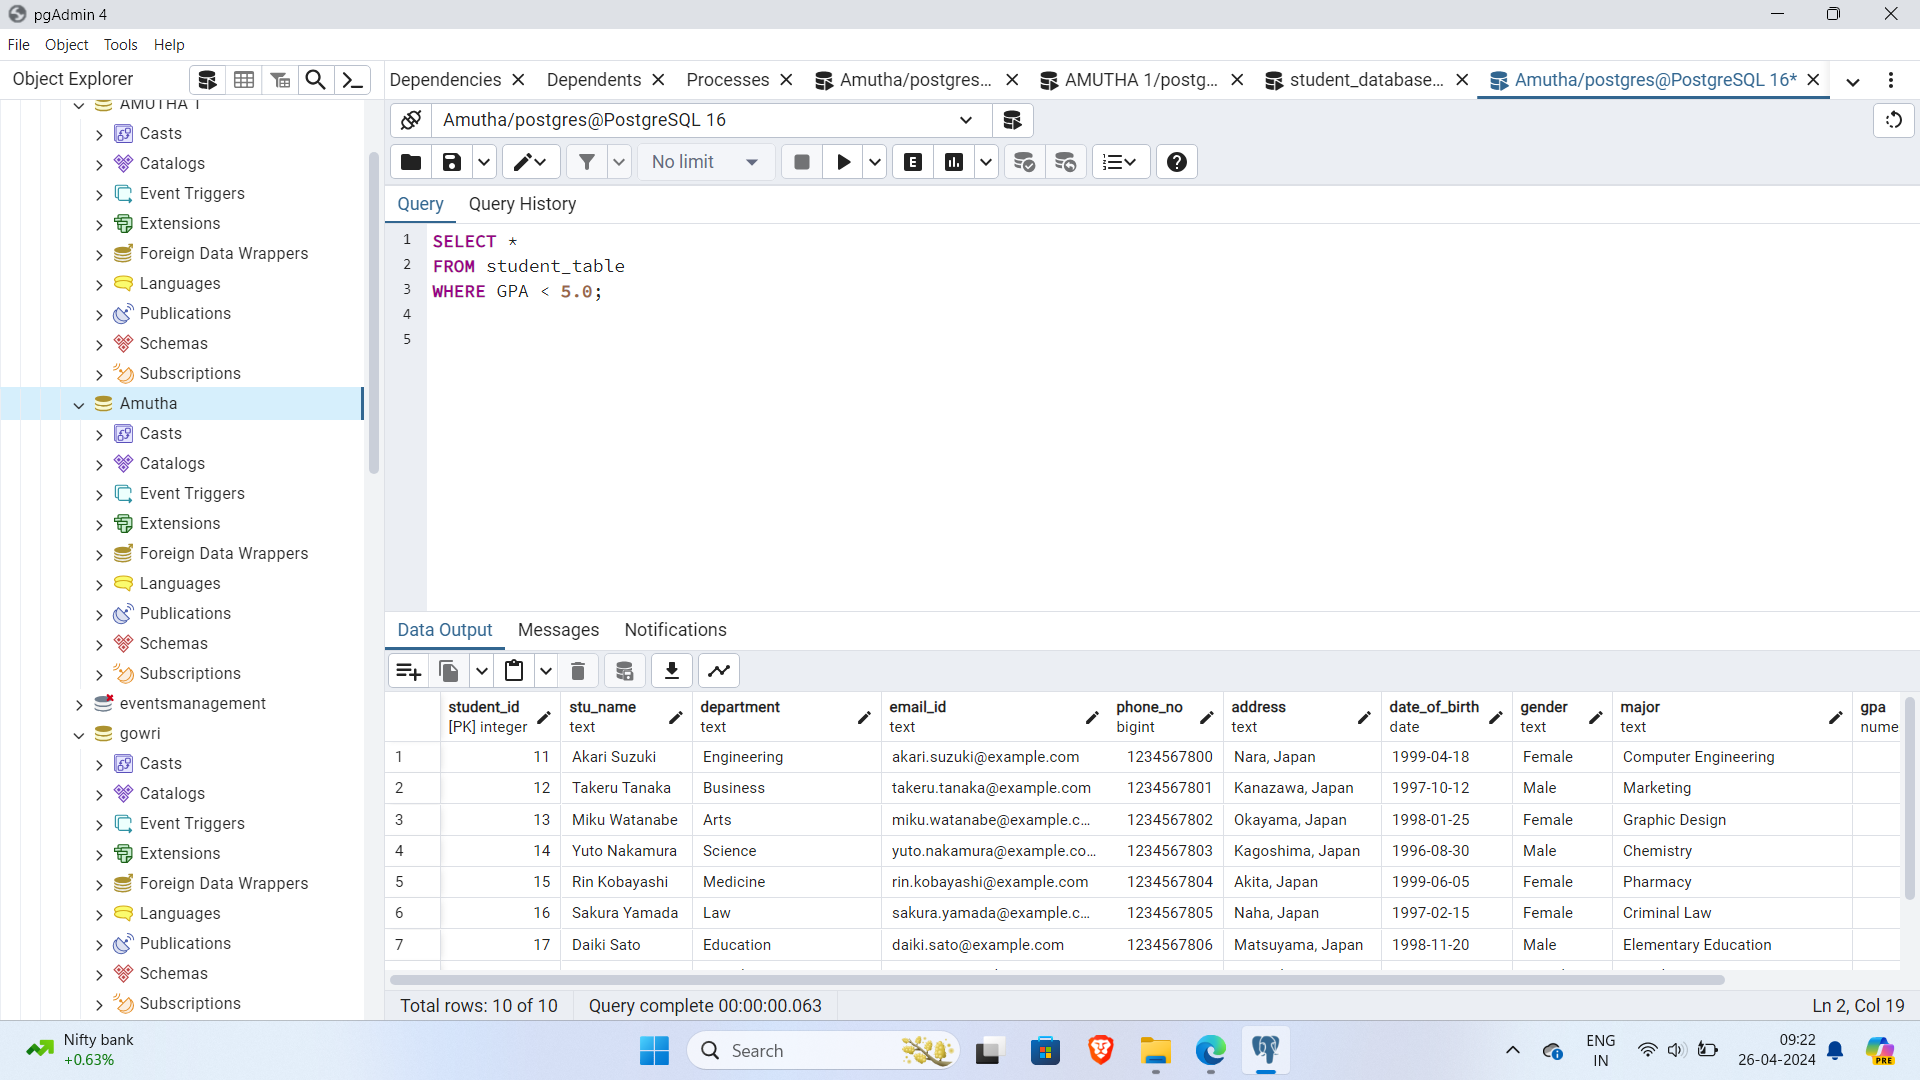 pgAdmin 4
File Object Tools Help
Object Explorer
Dependencies Dependents Processes Amutha/postgres... AMUTHA 1/postg... student_database... Amutha/postgres@PostgreSQL 16*
AMUTHA 1
Casts
Catalogs
Event Triggers
Extensions
Foreign Data Wrappers
Languages
Publications
Schemas
Subscriptions
Amutha
Casts
Catalogs
Event Triggers
Extensions
Foreign Data Wrappers
Languages
Publications
Schemas
Subscriptions
eventsmanagement
gowri
Casts
Catalogs
Event Triggers
Extensions
Foreign Data Wrappers
Languages
Publications
Schemas
Subscriptions
Amutha/postgres@PostgreSQL 16
No limit
E
Query Query History
1 SELECT *
2 FROM student_table
3 WHERE GPA < 5.0;
4
5
Data Output Messages Notifications
student_id stu_name department email_id phone_no address date_of_birth gender major gpa
[PK] integer text text text bigint text date text text nume
1 11 Akari Suzuki Engineering akari.suzuki@example.com 1234567800 Nara, Japan 1999-04-18 Female Computer Engineering
2 12 Takeru Tanaka Business takeru.tanaka@example.com 1234567801 Kanazawa, Japan 1997-10-12 Male Marketing
3 13 Miku Watanabe Arts miku.watanabe@example.c... 1234567802 Okayama, Japan 1998-01-25 Female Graphic Design
4 14 Yuto Nakamura Science yuto.nakamura@example.co... 1234567803 Kagoshima, Japan 1996-08-30 Male Chemistry
5 15 Rin Kobayashi Medicine rin.kobayashi@example.com 1234567804 Akita, Japan 1999-06-05 Female Pharmacy
6 16 Sakura Yamada Law sakura.yamada@example.c... 1234567805 Naha, Japan 1997-02-15 Female Criminal Law
7 17 Daiki Sato Education daiki.sato@example.com 1234567806 Matsuyama, Japan 1998-11-20 Male Elementary Education
Total rows: 10 of 10 Query complete 00:00:00.063 Ln 2, Col 19
Nifty bank
+0.63%
Search
ENG
IN
09:22
26-04-2024
PRE